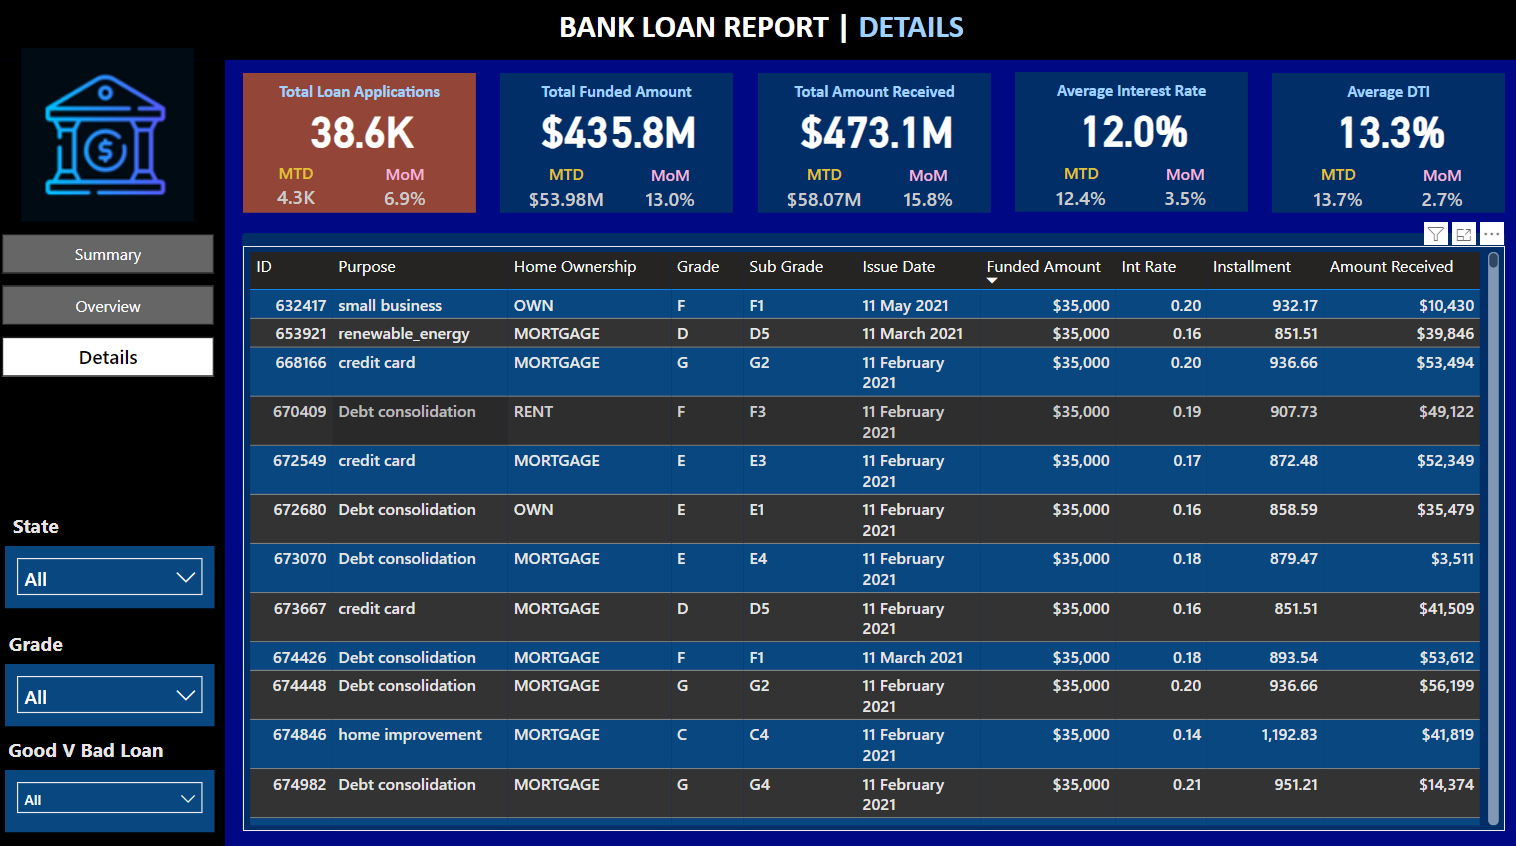 BANK LOAN REPORT | DETAILS
$
Total Loan Applications
38.6K
MTD MoM
4.3K 6.9%
Total Funded Amount
$435.8M
MTD MoM
$53.98M 13.0%
Total Amount Received
$473.1M
MTD MoM
$58.07M 15.8%
Average Interest Rate
12.0%
MTD MoM
12.4% 3.5%
Average DTI
13.3%
MTD MoM
13.7% 2.7%
Summary
Overview
Details
State
All
Grade
All
Good V Bad Loan
All
ID Purpose Home Ownership Grade Sub Grade Issue Date Funded Amount Int Rate Installment Amount Received
632417 small business OWN F F1 11 May 2021 $35,000 0.20 932.17 $10,430
653921 renewable_energy MORTGAGE D D5 11 March 2021 $35,000 0.16 851.51 $39,846
668166 credit card MORTGAGE G G2 11 February $35,000 0.20 936.66 $53,494
2021
670409 Debt consolidation RENT F F3 11 February $35,000 0.19 907.73 $49,122
2021
672549 credit card MORTGAGE E E3 11 February $35,000 0.17 872.48 $52,349
2021
672680 Debt consolidation OWN E E1 11 February $35,000 0.16 858.59 $35,479
2021
673070 Debt consolidation MORTGAGE E E4 11 February $35,000 0.18 879.47 $3,511
2021
673667 credit card MORTGAGE D D5 11 February $35,000 0.16 851.51 $41,509
2021
674426 Debt consolidation MORTGAGE F F1 11 March 2021 $35,000 0.18 893.54 $53,612
674448 Debt consolidation MORTGAGE G G2 11 February $35,000 0.20 936.66 $56,199
2021
674846 home improvement MORTGAGE C C4 11 February $35,000 0.14 1,192.83 $41,819
2021
674982 Debt consolidation MORTGAGE G G4 11 February $35,000 0.21 951.21 $14,374
2021